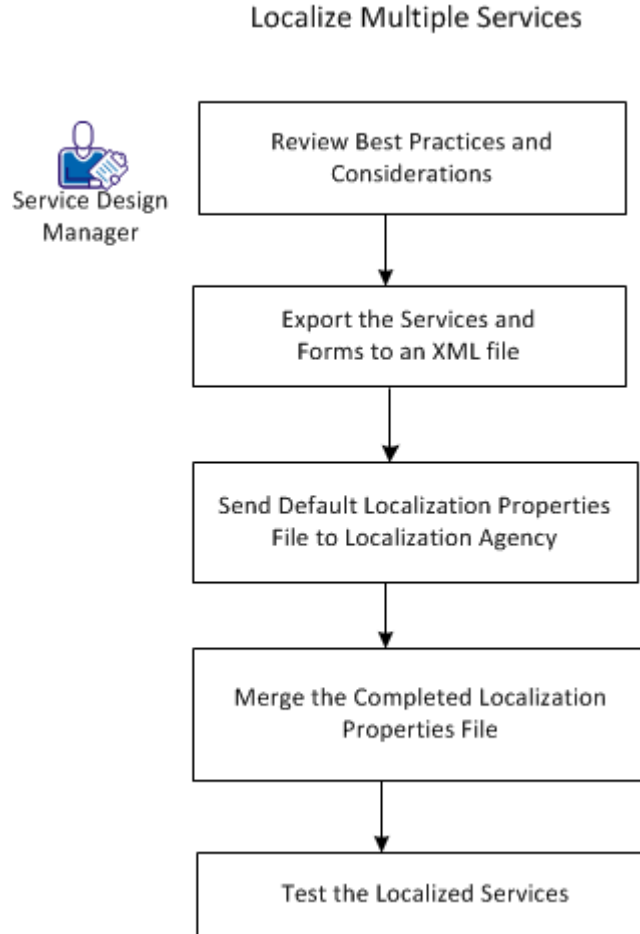 Localize Multiple Services
Service Design
Manager
Review Best Practices and
Considerations
Export the Services and
Forms to an XML file
Send Default Localization Properties
File to Localization Agency
Merge the Completed Localization
Properties File
Test the Localized Services